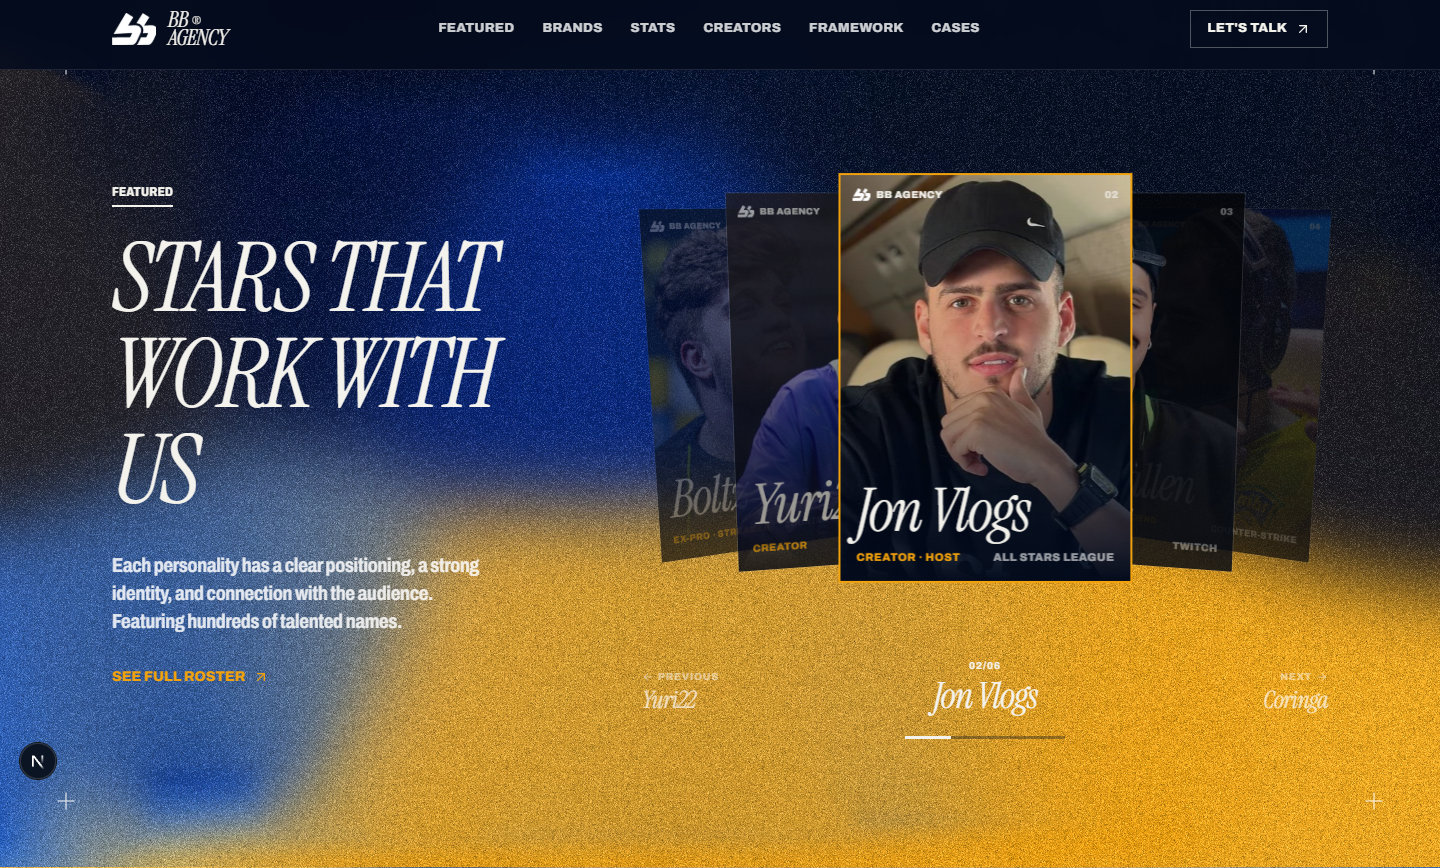 BB ®
AGENCY
FEATURED
BRANDS
STATS
CREATORS
FRAMEWORK
CASES
LET'S TALK
FEATURED
STARS THAT
WORK WITH
US
Each personality has a clear positioning, a strong
identity, and connection with the audience.
Featuring hundreds of talented names.
SEE FULL ROSTER
BB AGENCY
EX-PRO
BB AGENCY
CREATOR
BB AGENCY
02
Jon Vlogs
CREATOR · HOST
ALL STARS LEAGUE
03
TWITCH
04
← PREVIOUS
Yuri22
02/06
Jon Vlogs
NEXT →
Coringa